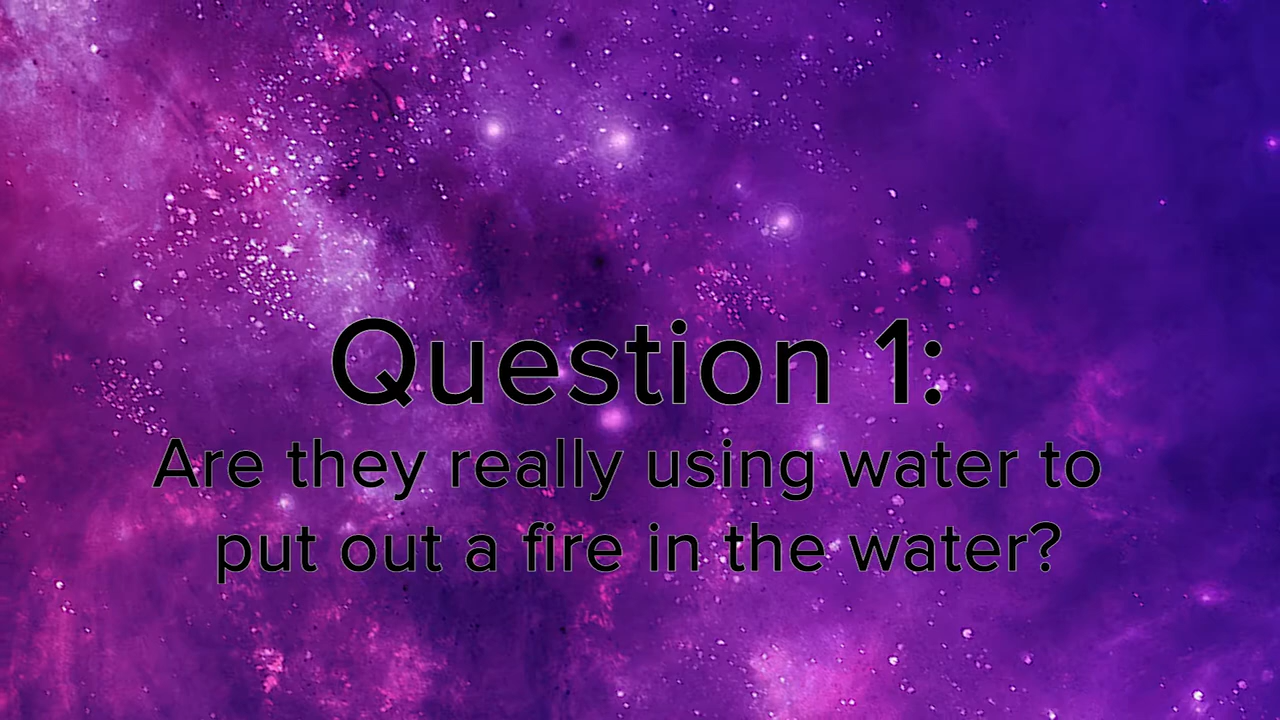 Question 1:
Are they really using water to
put out a fire in the water?